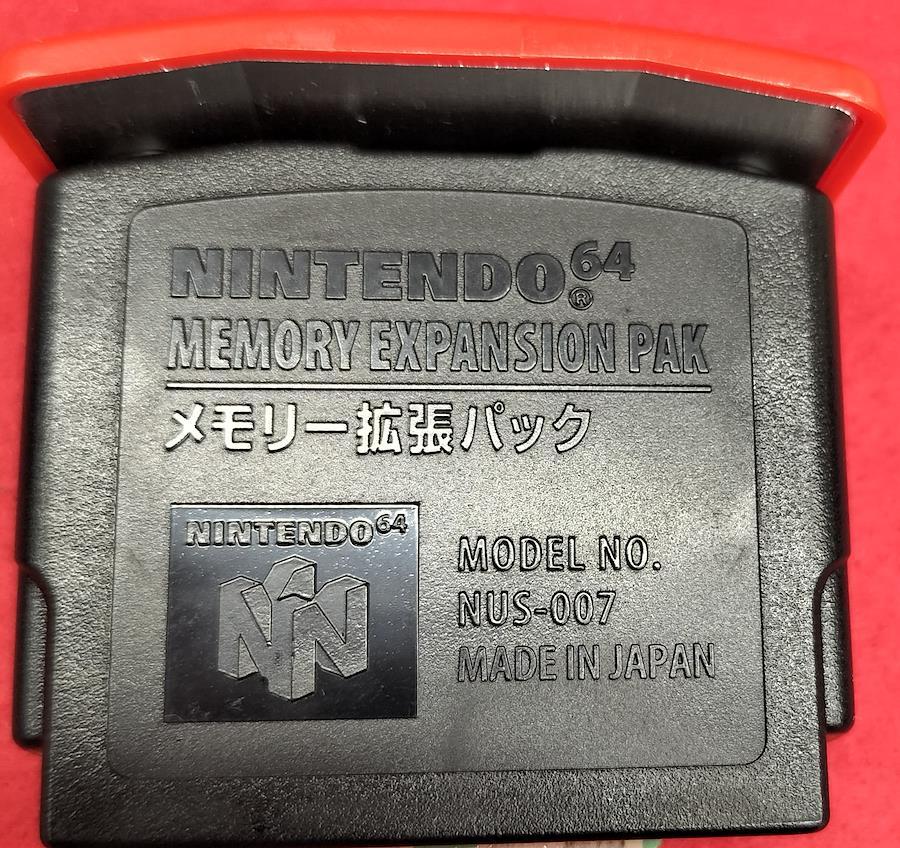 NINTENDO64®
MEMORY EXPANSION PAK
メモリー拡張パック
NINTENDO64
MODEL NO.
NUS-007
MADE IN JAPAN